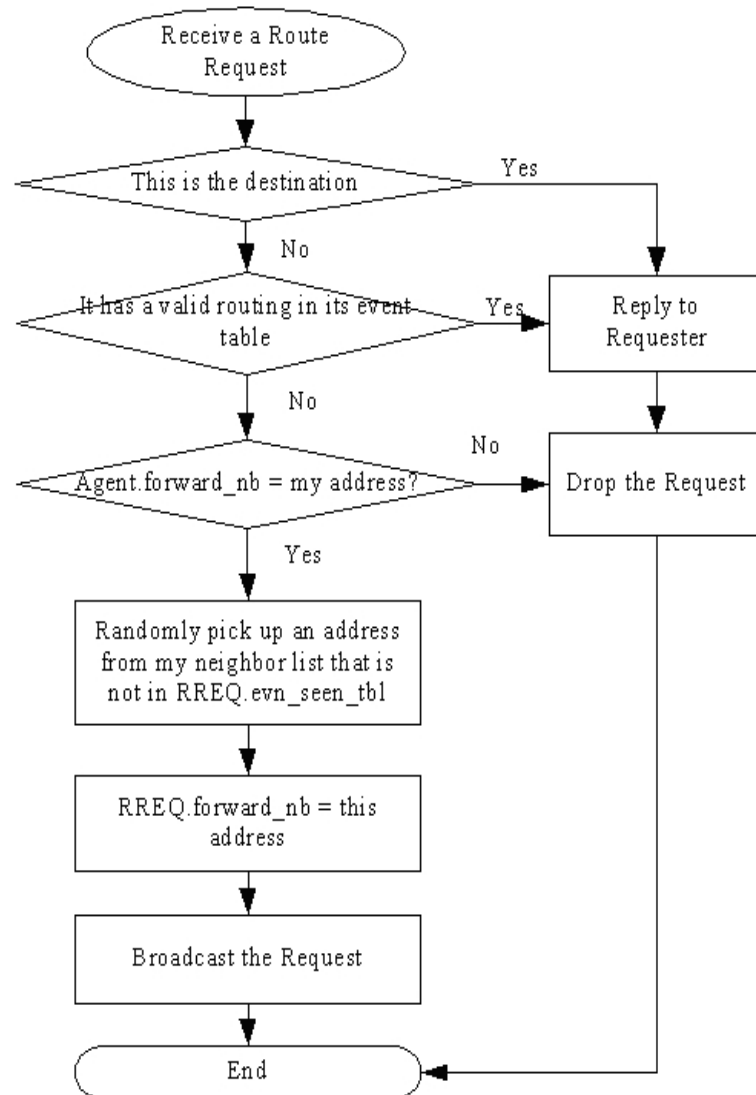 Receive a Route
Request
This is the destination
Yes
No
It has a valid routing in its event
table
Yes
Reply to
Requester
No
Agent.forward_nb = my address?
No
Drop the Request
Yes
Randomly pick up an address
from my neighbor list that is
not in RREQ.evn_seen_tbl
RREQ.forward_nb = this
address
Broadcast the Request
End